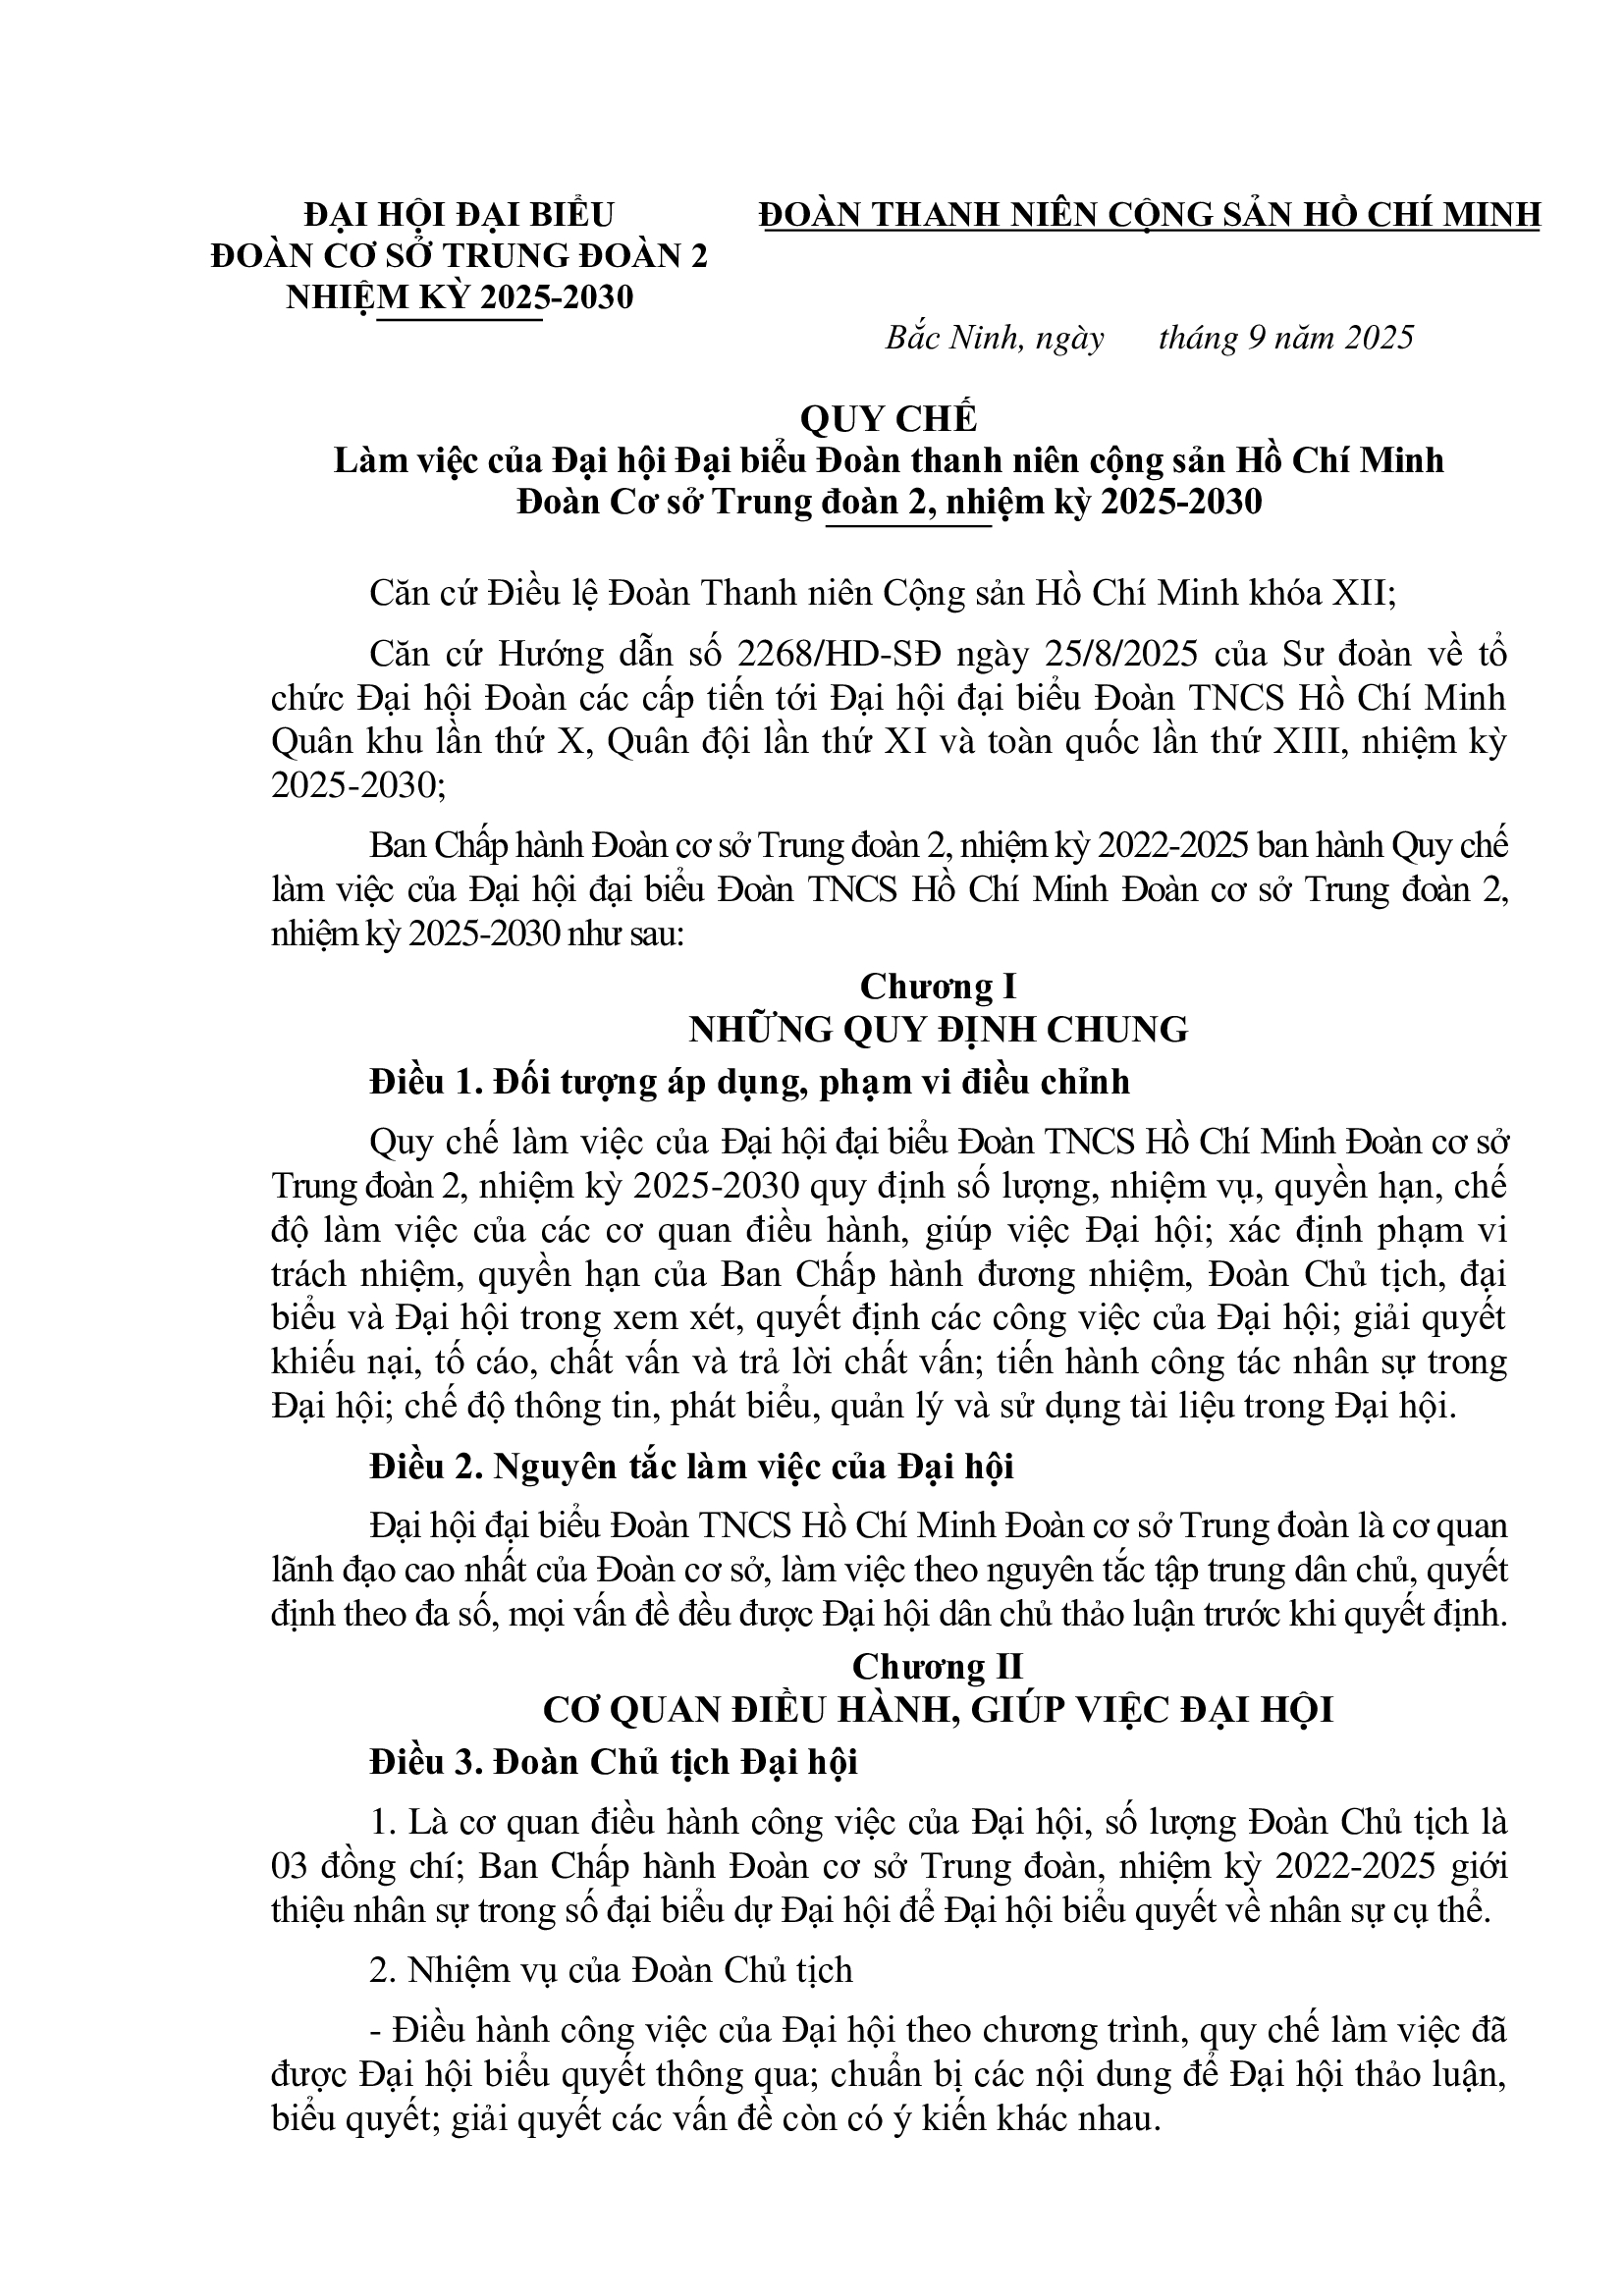 ĐẠI HỘI ĐẠI BIỂU
ĐOÀN CƠ SỞ TRUNG ĐOÀN 2
NHIỆM KỲ 2025-2030
ĐOÀN THANH NIÊN CỘNG SẢN HỒ CHÍ MINH
Bắc Ninh, ngày tháng 9 năm 2025
QUY CHẾ
Làm việc của Đại hội Đại biểu Đoàn thanh niên cộng sản Hồ Chí Minh
Đoàn Cơ sở Trung đoàn 2, nhiệm kỳ 2025-2030
Căn cứ Điều lệ Đoàn Thanh niên Cộng sản Hồ Chí Minh khóa XII;
Căn cứ Hướng dẫn số 2268/HD-SĐ ngày 25/8/2025 của Sư đoàn về tổ
chức Đại hội Đoàn các cấp tiến tới Đại hội đại biểu Đoàn TNCS Hồ Chí Minh
Quân khu lần thứ X, Quân đội lần thứ XI và toàn quốc lần thứ XIII, nhiệm kỳ
2025-2030;
Ban Chấp hành Đoàn cơ sở Trung đoàn 2, nhiệm kỳ 2022-2025 ban hành Quy chế
làm việc của Đại hội đại biểu Đoàn TNCS Hồ Chí Minh Đoàn cơ sở Trung đoàn 2,
nhiệm kỳ 2025-2030 như sau:
Chương I
NHỮNG QUY ĐỊNH CHUNG
Điều 1. Đối tượng áp dụng, phạm vi điều chỉnh
Quy chế làm việc của Đại hội đại biểu Đoàn TNCS Hồ Chí Minh Đoàn cơ sở
Trung đoàn 2, nhiệm kỳ 2025-2030 quy định số lượng, nhiệm vụ, quyền hạn, chế
độ làm việc của các cơ quan điều hành, giúp việc Đại hội; xác định phạm vi
trách nhiệm, quyền hạn của Ban Chấp hành đương nhiệm, Đoàn Chủ tịch, đại
biểu và Đại hội trong xem xét, quyết định các công việc của Đại hội; giải quyết
khiếu nại, tố cáo, chất vấn và trả lời chất vấn; tiến hành công tác nhân sự trong
Đại hội; chế độ thông tin, phát biểu, quản lý và sử dụng tài liệu trong Đại hội.
Điều 2. Nguyên tắc làm việc của Đại hội
Đại hội đại biểu Đoàn TNCS Hồ Chí Minh Đoàn cơ sở Trung đoàn là cơ quan
lãnh đạo cao nhất của Đoàn cơ sở, làm việc theo nguyên tắc tập trung dân chủ, quyết
định theo đa số, mọi vấn đề đều được Đại hội dân chủ thảo luận trước khi quyết định.
Chương II
CƠ QUAN ĐIỀU HÀNH, GIÚP VIỆC ĐẠI HỘI
Điều 3. Đoàn Chủ tịch Đại hội
1. Là cơ quan điều hành công việc của Đại hội, số lượng Đoàn Chủ tịch là
03 đồng chí; Ban Chấp hành Đoàn cơ sở Trung đoàn, nhiệm kỳ 2022-2025 giới
thiệu nhân sự trong số đại biểu dự Đại hội để Đại hội biểu quyết về nhân sự cụ thể.
2. Nhiệm vụ của Đoàn Chủ tịch
- Điều hành công việc của Đại hội theo chương trình, quy chế làm việc đã
được Đại hội biểu quyết thông qua; chuẩn bị các nội dung để Đại hội thảo luận,
biểu quyết; giải quyết các vấn đề còn có ý kiến khác nhau.